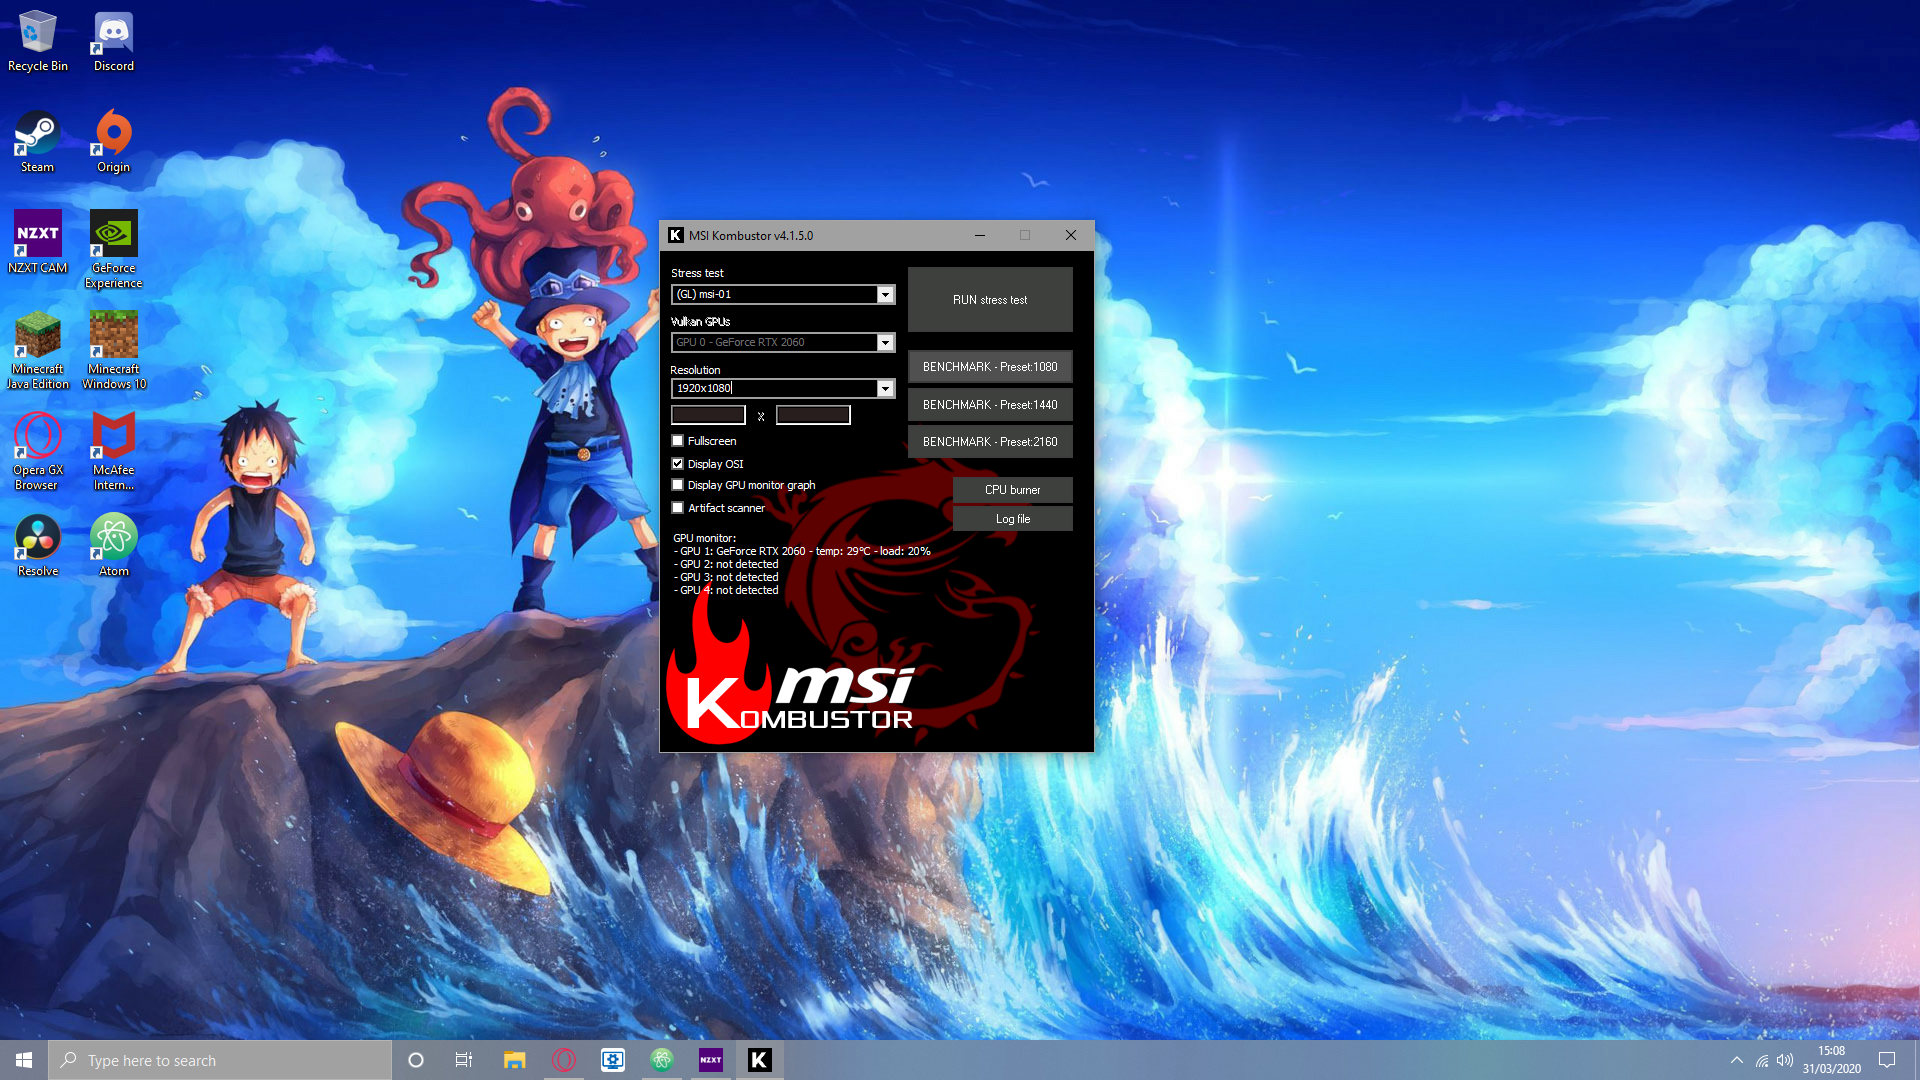 Recycle Bin
Discord
Steam
Origin
NZXT
NZXT CAM
GeForce
Experience
Minecraft
Java Edition
Minecraft
Windows 10
Opera GX
Browser
McAfee
Intern...
Resolve
Atom
K MSI Kombustor v4.1.5.0
Stress test
(GL) msi-01
RUN stress test
Vulkan GPUs
GPU 0 - GeForce RTX 2060
Resolution
1920x1080
x
BENCHMARK - Preset:1080
BENCHMARK - Preset:1440
BENCHMARK - Preset:2160
Fullscreen
Display OSI
Display GPU monitor graph
Artifact scanner
CPU burner
Log file
GPU monitor:
- GPU 1: GeForce RTX 2060 - temp: 29°C - load: 20%
- GPU 2: not detected
- GPU 3: not detected
- GPU 4: not detected
msi
KOMBUSTOR
Type here to search
NZXT
K
15:08
31/03/2020